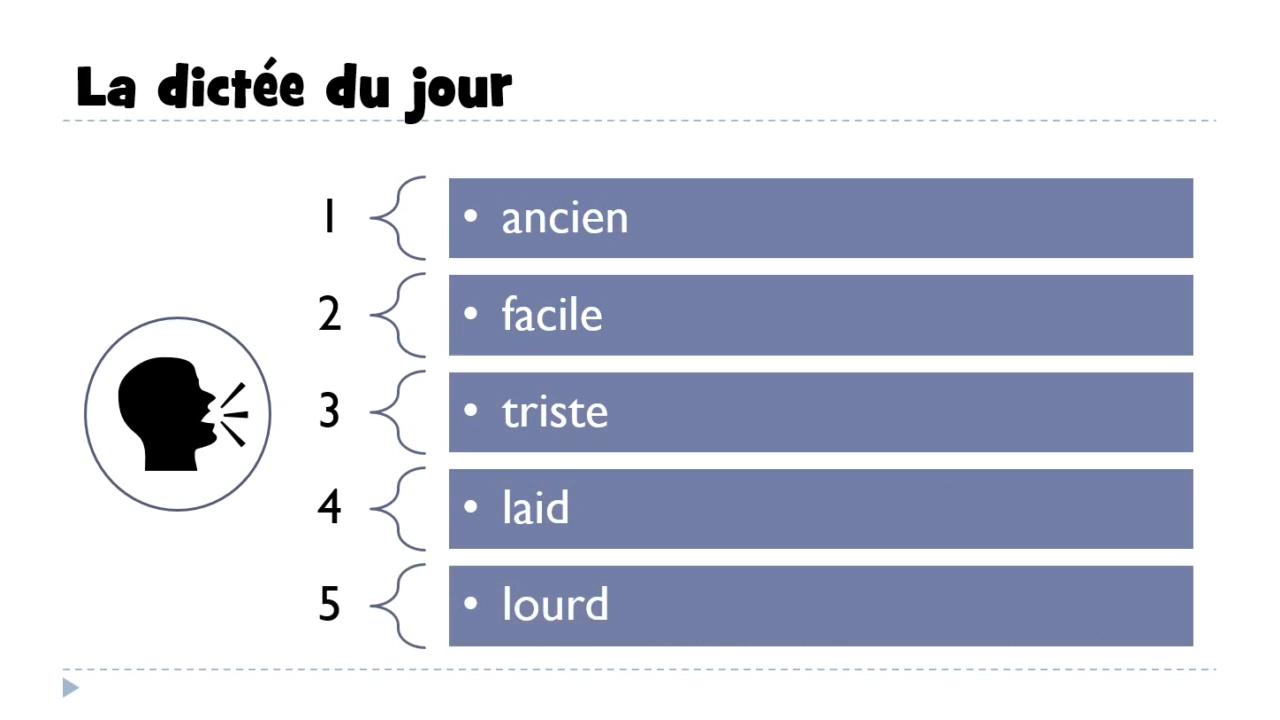 La dictée du jour
1
• ancien
2
• facile
3
• triste
4
• laid
5
• lourd